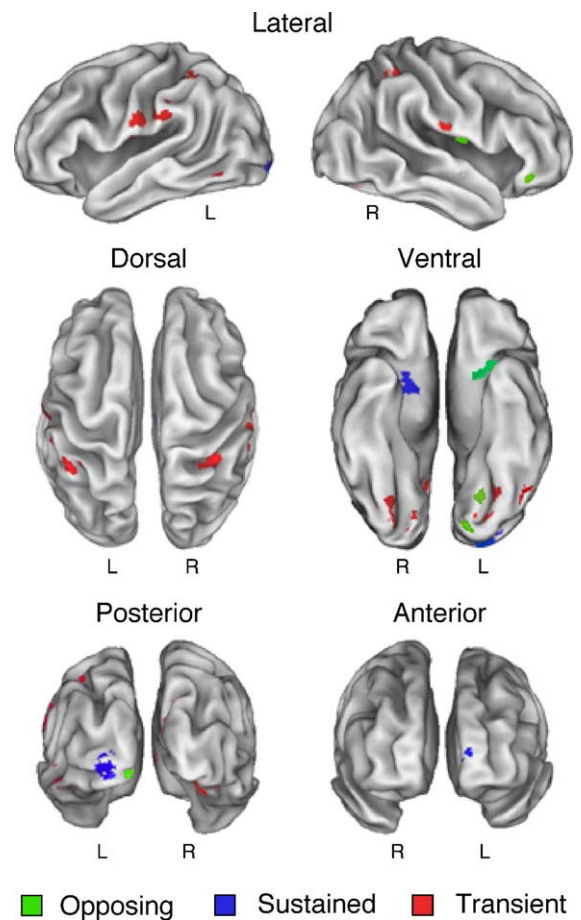 Lateral
L R
Dorsal Ventral
L R R L
Posterior Anterior
L R R L
Opposing Sustained Transient